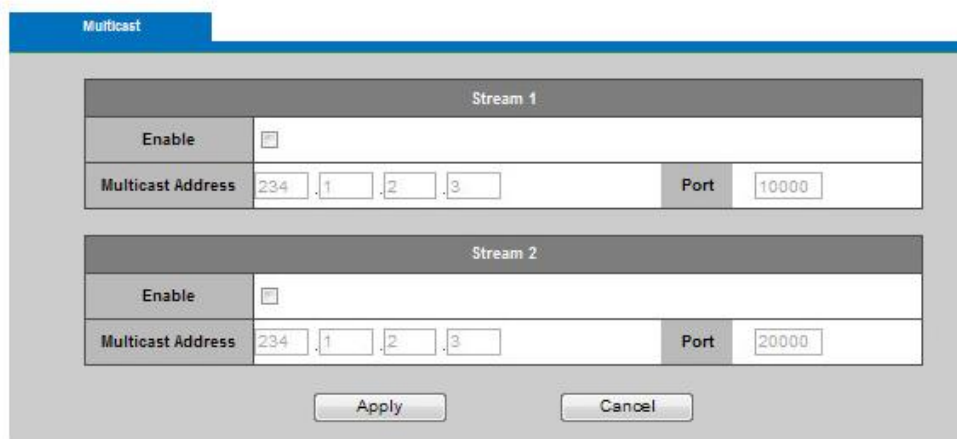 Multicast
Stream 1
Enable
Multicast Address 234 .1 .2 .3 Port 10000
Stream 2
Enable
Multicast Address 234 .1 .2 .3 Port 20000
Apply Cancel